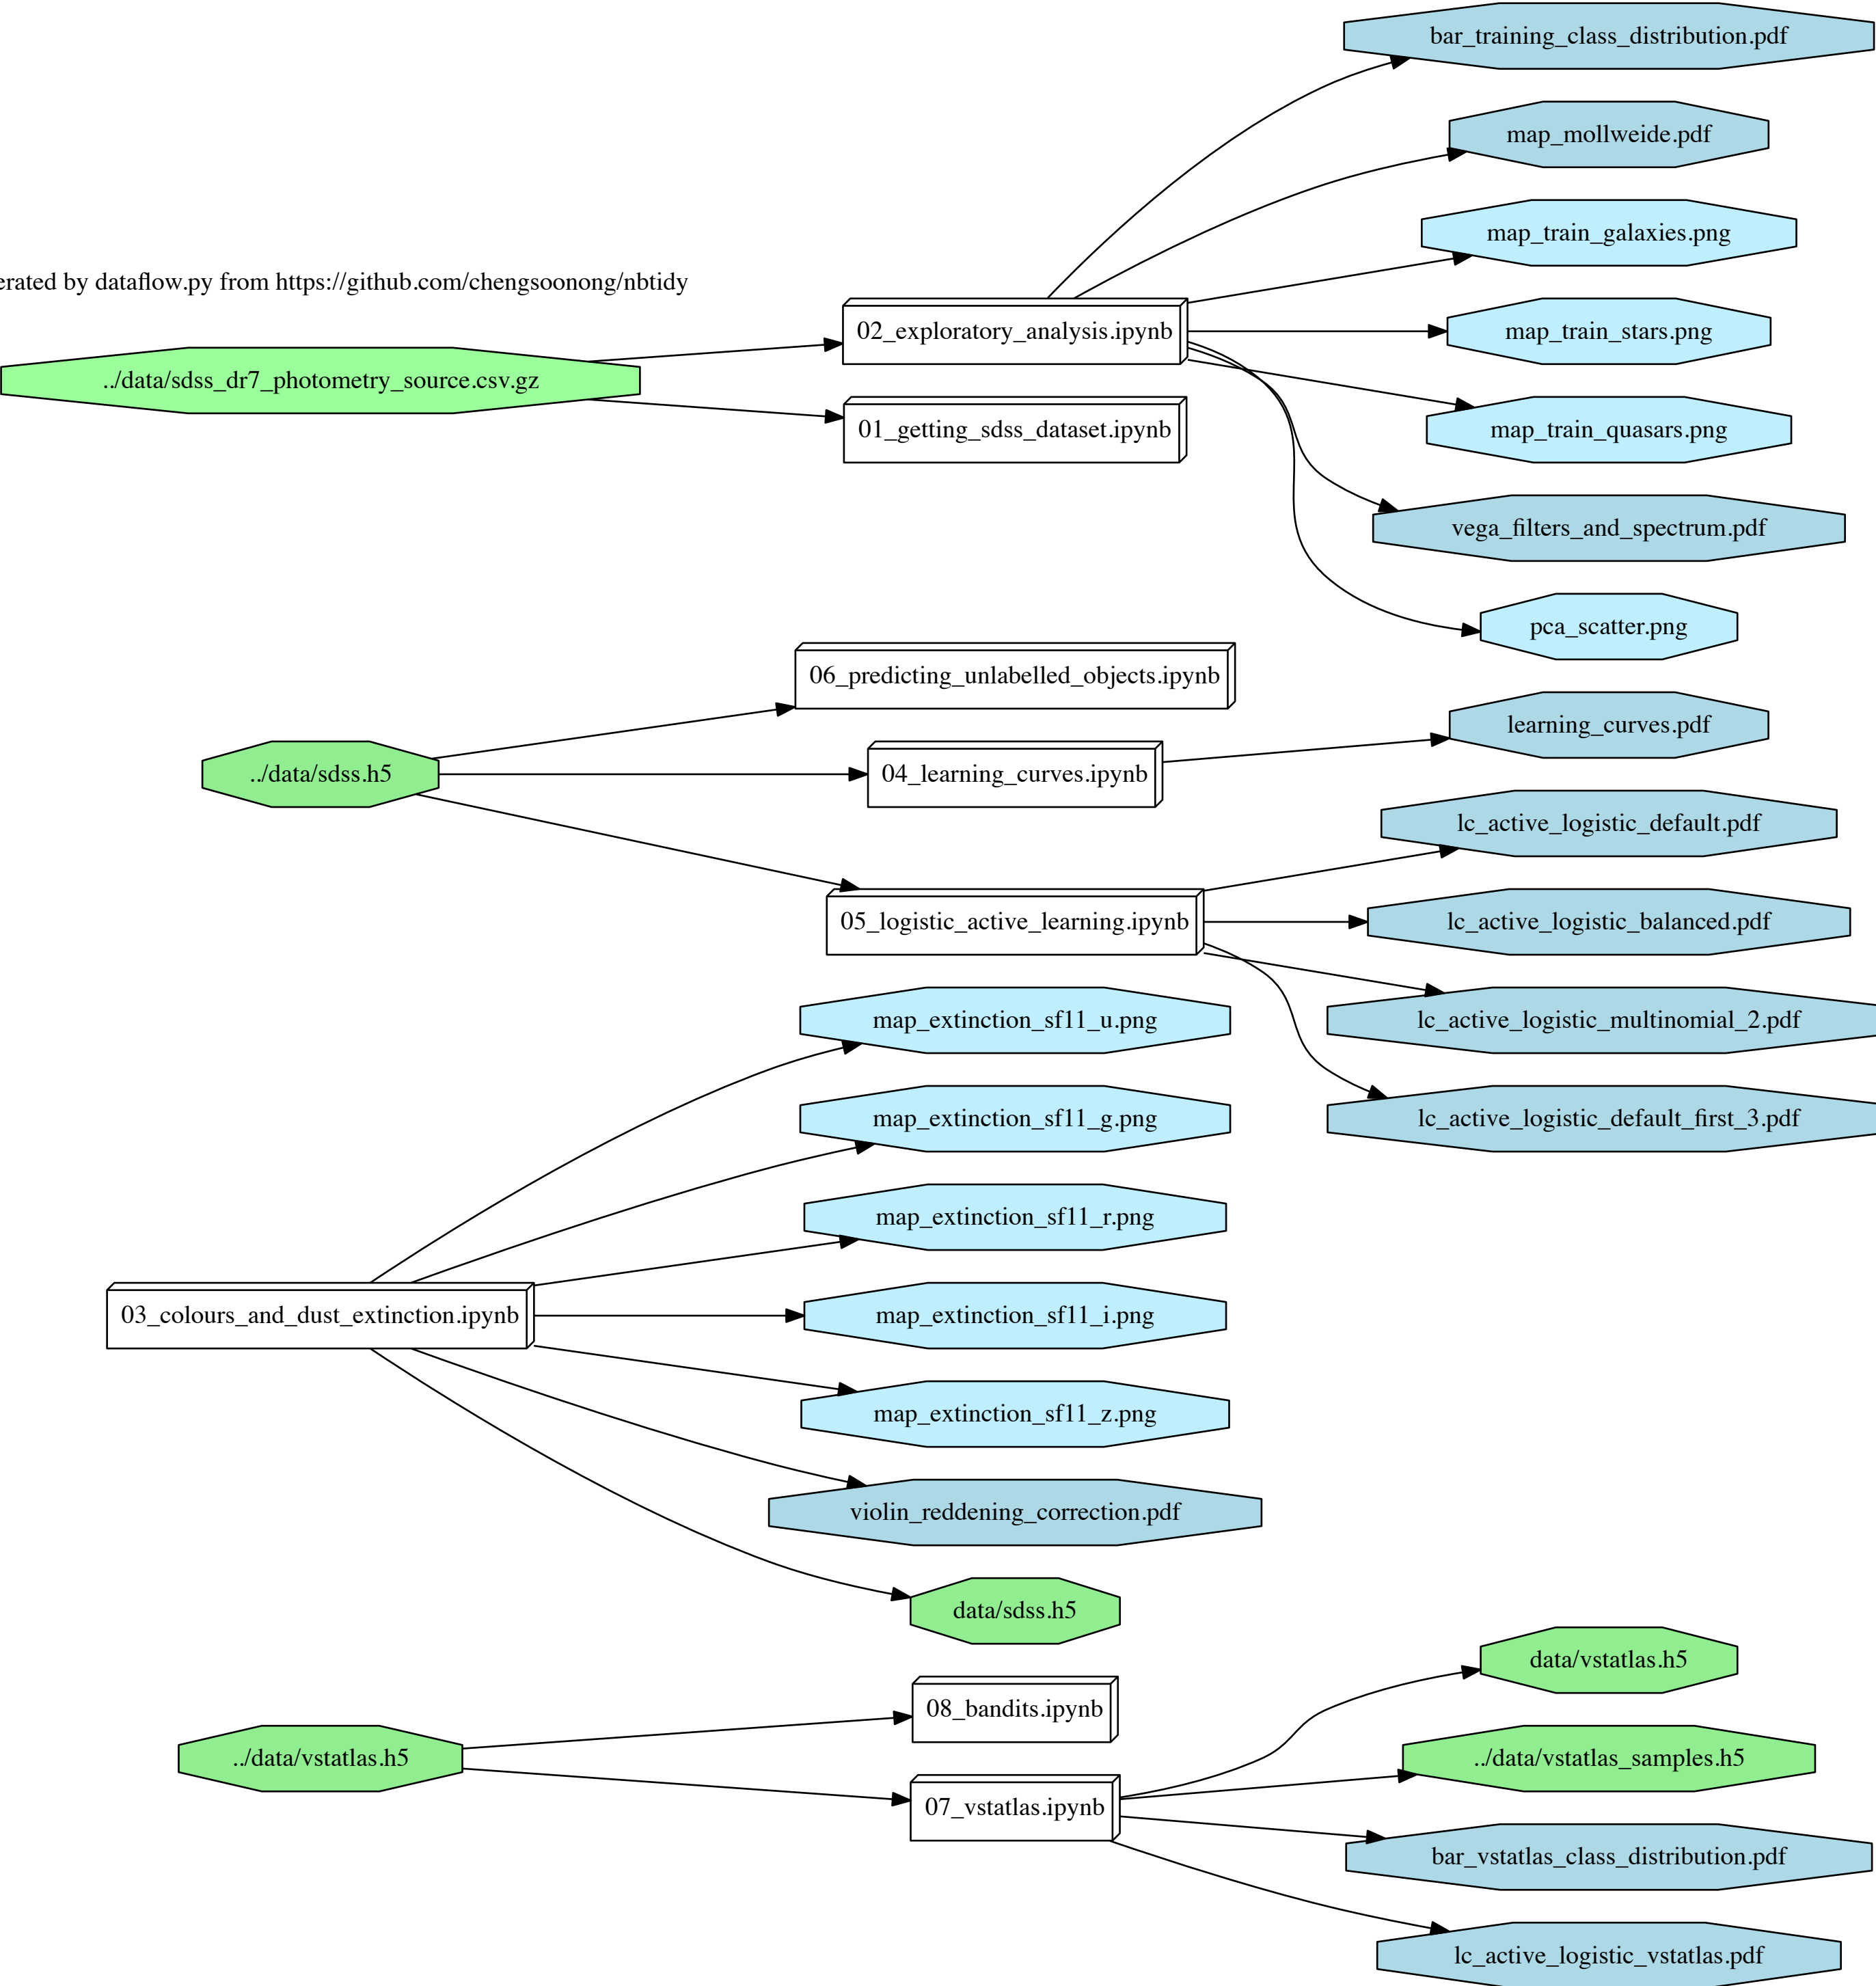 bar_training_class_distribution.pdf
map_mollweide.pdf
map_train_galaxies.png
by dataflow.py from https://github.com/chengsoonong/nbtidy
02_exploratory_analysis.ipynb
map_train_stars.png
../data/sdss_dr7_photometry_source.csv.gz
01_getting_sdss_dataset.ipynb
map_train_quasars.png
vega_filters_and_spectrum.pdf
pca_scatter.png
06_predicting_unlabelled_objects.ipynb
learning_curves.pdf
../data/sdss.h5
04_learning_curves.ipynb
lc_active_logistic_default.pdf
05_logistic_active_learning.ipynb
lc_active_logistic_balanced.pdf
map_extinction_sf11_u.png
lc_active_logistic_multinomial_2.pdf
map_extinction_sf11_g.png
lc_active_logistic_default_first_3.pdf
map_extinction_sf11_r.png
03_colours_and_dust_extinction.ipynb
map_extinction_sf11_i.png
map_extinction_sf11_z.png
violin_reddening_correction.pdf
data/sdss.h5
data/vstatlas.h5
08_bandits.ipynb
../data/vstatlas.h5
../data/vstatlas_samples.h5
07_vstatlas.ipynb
bar_vstatlas_class_distribution.pdf
lc_active_logistic_vstatlas.pdf